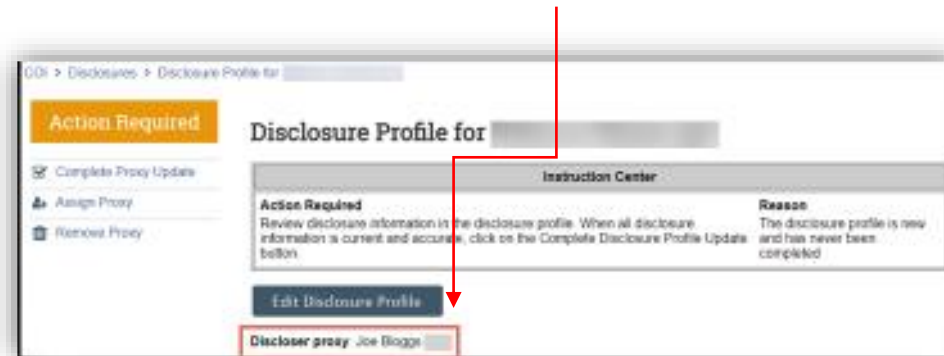 COI > Disclosures > Disclosure Profile for
Action Required
Disclosure Profile for
Complete Proxy Update
Assign Proxy
Remove Proxy
Instruction Center
Action Required
Reason
Review disclosure information in the disclosure profile. When all disclosure
information is current and accurate, click on the Complete Disclosure Profile Update
button.
The disclosure profile is new
and has never been
completed
Edit Disclosure Profile
Discloser proxy Joe Bloggs